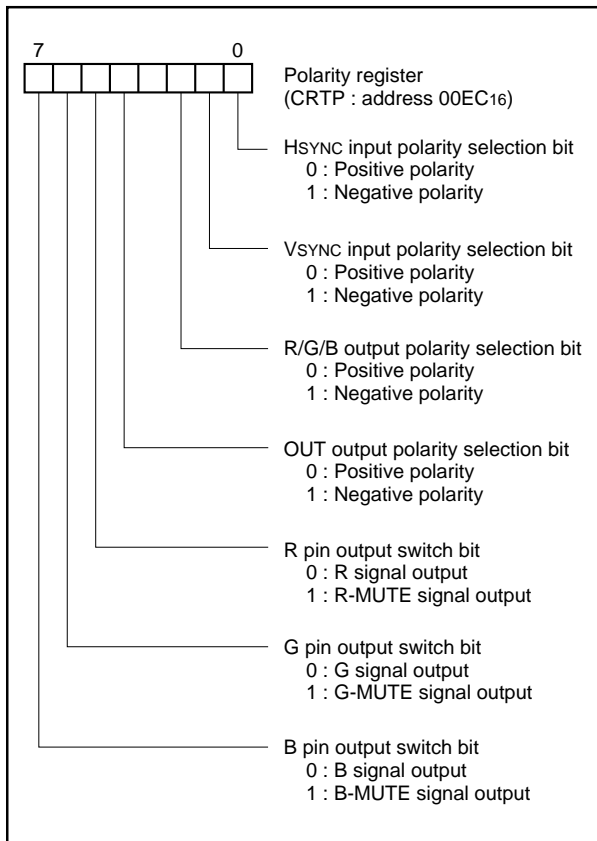 7 0
Polarity register
(CRTP : address 00EC16)
HSYNC input polarity selection bit
0 : Positive polarity
1 : Negative polarity
VSYNC input polarity selection bit
0 : Positive polarity
1 : Negative polarity
R/G/B output polarity selection bit
0 : Positive polarity
1 : Negative polarity
OUT output polarity selection bit
0 : Positive polarity
1 : Negative polarity
R pin output switch bit
0 : R signal output
1 : R-MUTE signal output
G pin output switch bit
0 : G signal output
1 : G-MUTE signal output
B pin output switch bit
0 : B signal output
1 : B-MUTE signal output